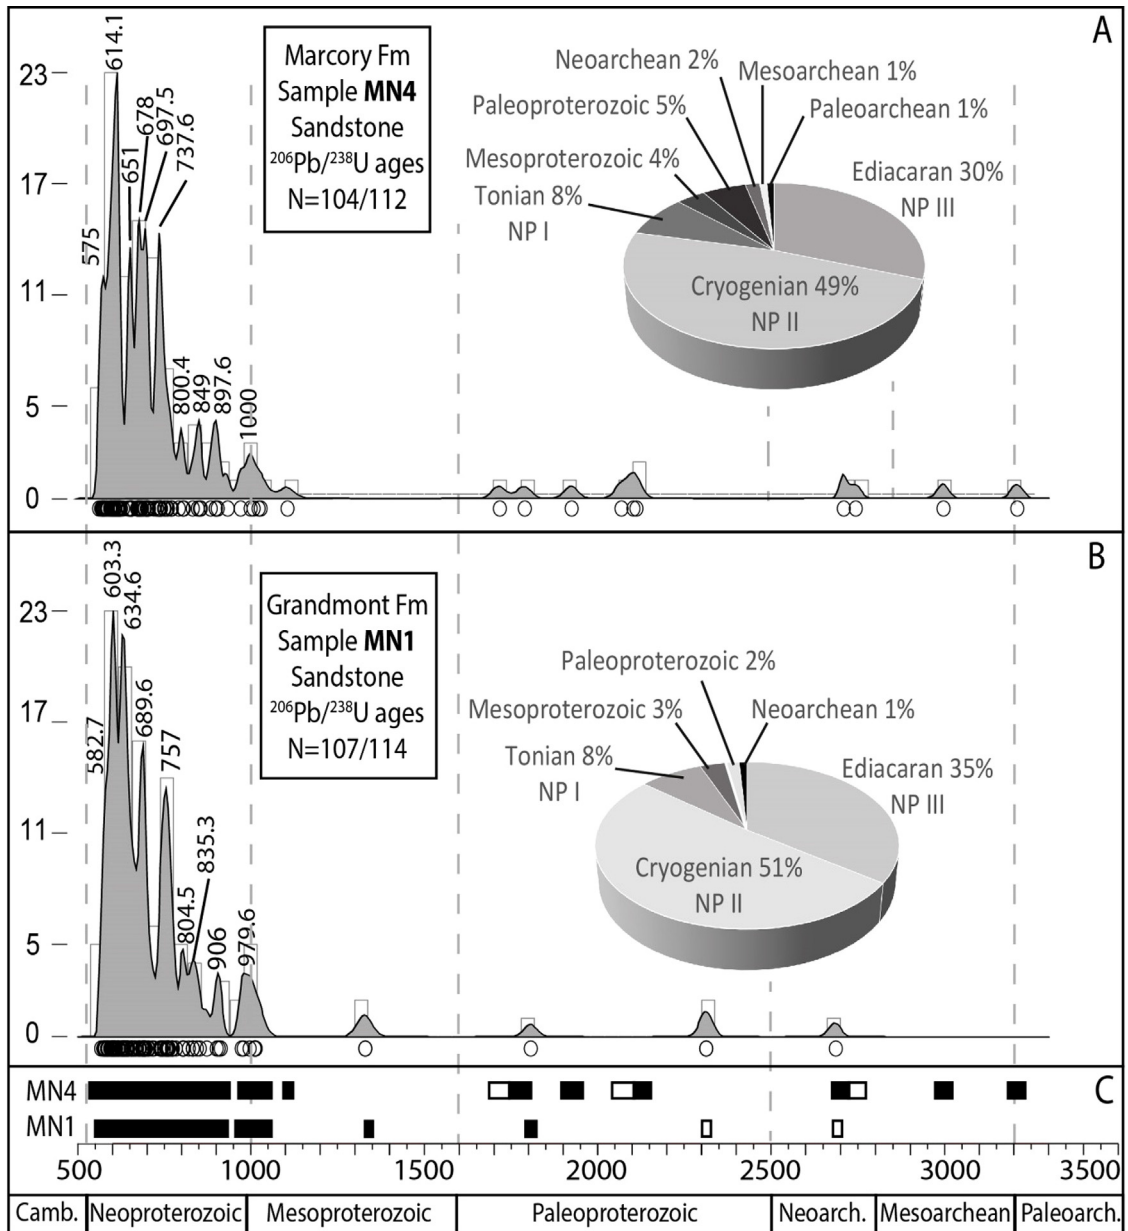 A
Marcory Fm
Sample MN4
Sandstone
206Pb/238U ages
N=104/112
23
17
11
5
0
575
614.1
651
678
697.5
737.6
800.4
849
897.6
1000
Neoarchean 2%
Mesoarchean 1%
Paleoproterozoic 5%
Paleoarchean 1%
Mesoproterozoic 4%
Tonian 8%
NP I
Ediacaran 30%
NP III
Cryogenian 49%
NP II
B
Grandmont Fm
Sample MN1
Sandstone
206Pb/238U ages
N=107/114
23
17
11
5
0
582.7
603.3
634.6
689.6
757
804.5
835.3
906
979.6
Paleoproterozoic 2%
Mesoproterozoic 3%
Neoarchean 1%
Tonian 8%
NP I
Ediacaran 35%
NP III
Cryogenian 51%
NP II
C
MN4
MN1
500 1000 1500 2000 2500 3000 3500
Camb. Neoproterozoic Mesoproterozoic Paleoproterozoic Neoarch. Mesoarchean Paleoarch.